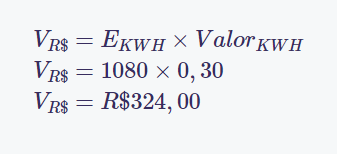 V_{R$} = E_{KWH} × Valor_{KWH}
V_{R$} = 1080 × 0,30
V_{R$} = R$324,00